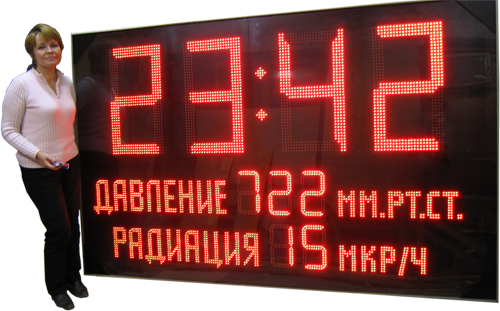 23:42
ДАВЛЕНИЕ 722 ММ.РТ.СТ.
РАДИАЦИЯ 15 МКР/Ч